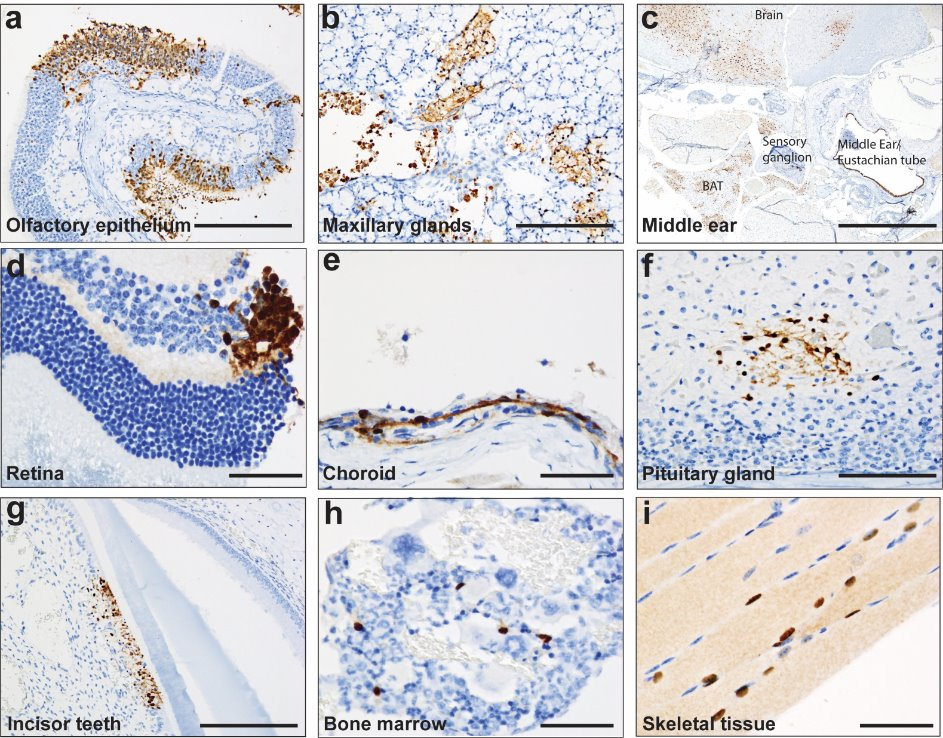 a
Olfactory epithelium
b
Maxillary glands
c
Brain
Sensory
ganglion
Middle Ear/
Eustachian tube
BAT
Middle ear
d
Retina
e
Choroid
f
Pituitary gland
g
Incisor teeth
h
Bone marrow
i
Skeletal tissue